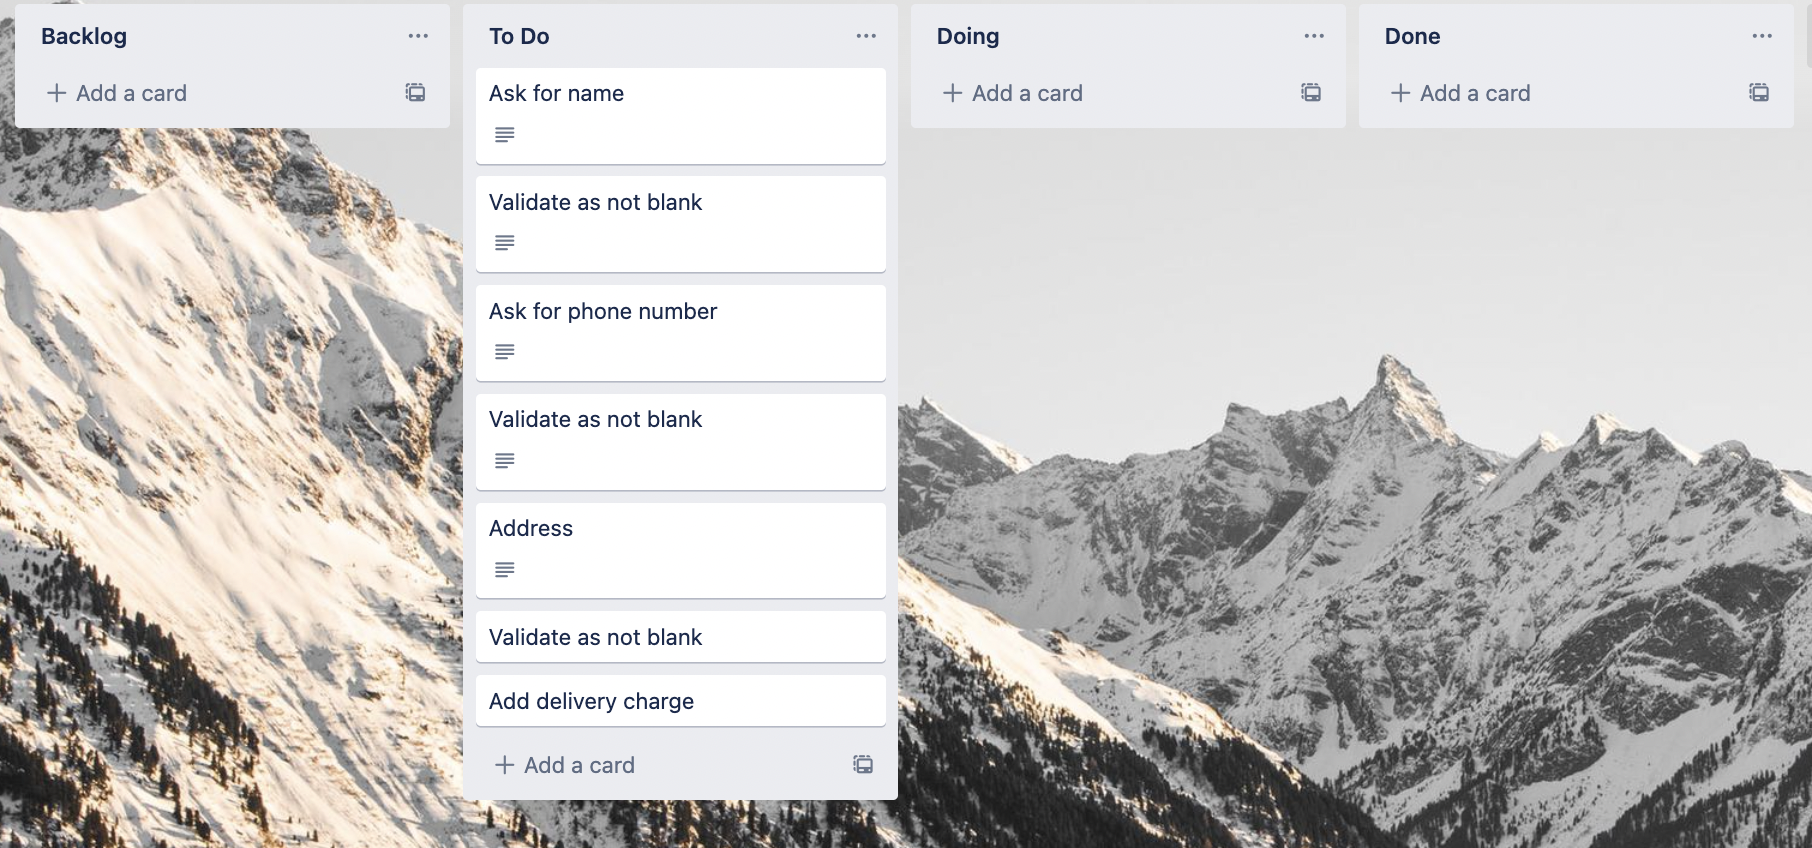 Backlog
Add a card
To Do
Ask for name
Validate as not blank
Ask for phone number
Validate as not blank
Address
Validate as not blank
Add delivery charge
Add a card
Doing
Add a card
Done
Add a card